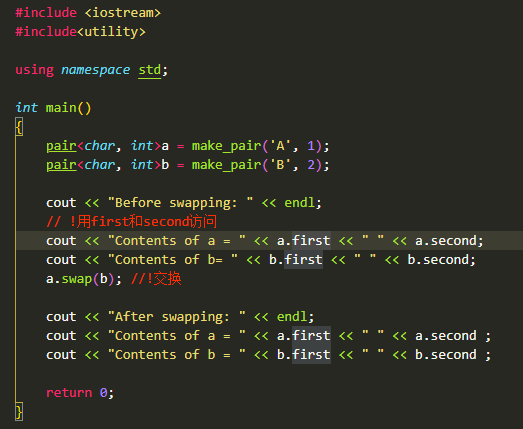 #include <iostream>
#include<utility>
using namespace std;
int main()
{
pair<char, int>a = make_pair('A', 1);
pair<char, int>b = make_pair('B', 2);
cout << "Before swapping: " << endl;
// !用first和second访问
cout << "Contents of a = " << a.first << " " << a.second;
cout << "Contents of b= " << b.first << " " << b.second;
a.swap(b); //!交换
cout << "After swapping: " << endl;
cout << "Contents of a = " << a.first << " " << a.second ;
cout << "Contents of b = " << b.first << " " << b.second ;
return 0;
}